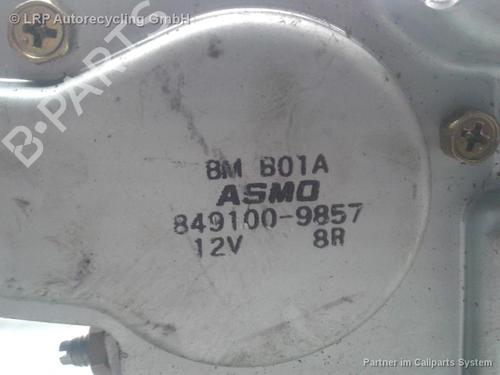 © LRP Autorecycling GmbH
B-PARTS
8M B01A
ASMO
849100-9857
12V 8R
Partner im Callparts System